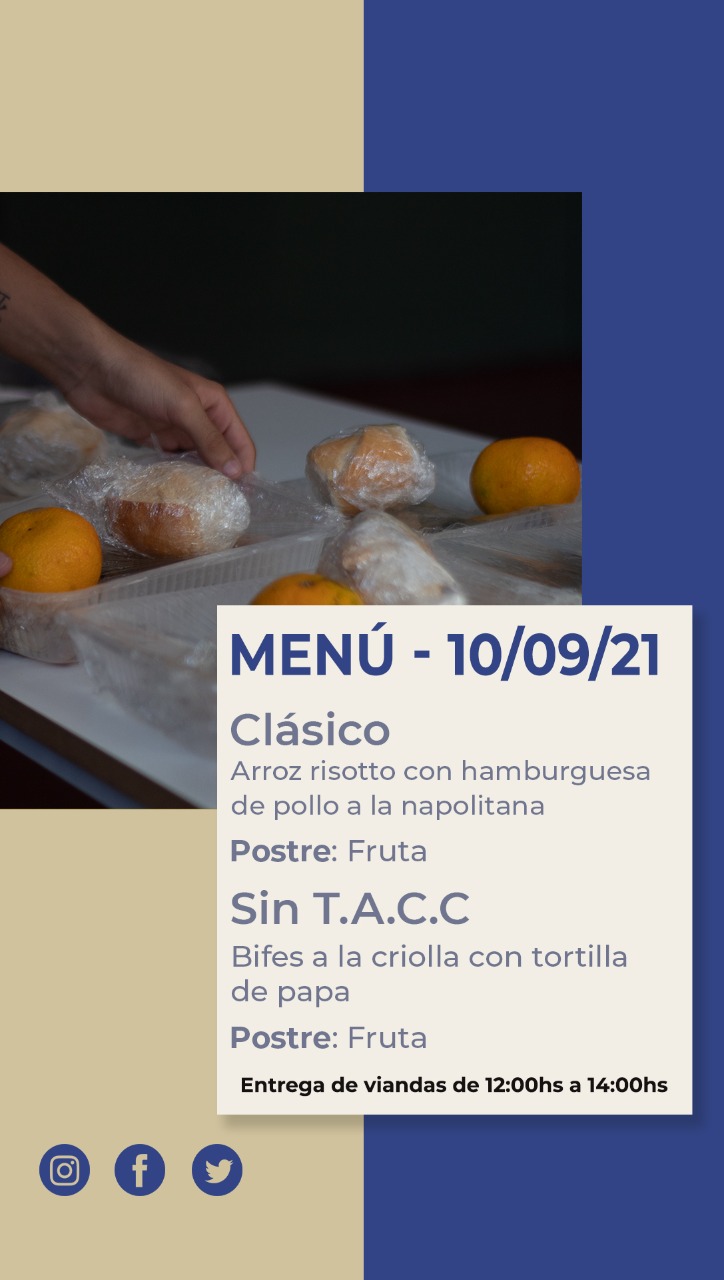 MENÚ - 10/09/21
Clásico
Arroz risotto con hamburguesa
de pollo a la napolitana
Postre: Fruta
Sin T.A.C.C
Bifes a la criolla con tortilla
de papa
Postre: Fruta
Entrega de viandas de 12:00hs a 14:00hs